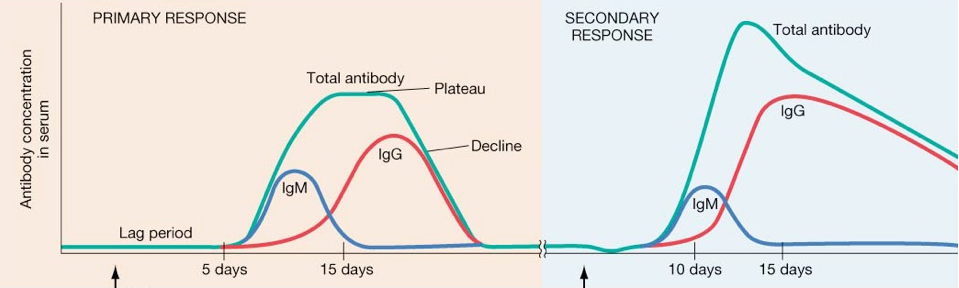 PRIMARY RESPONSE
Antibody concentration
in serum
Total antibody
Plateau
IgG
Decline
IgM
Lag period
5 days
15 days
SECONDARY
RESPONSE
Total antibody
IgG
IgM
10 days
15 days